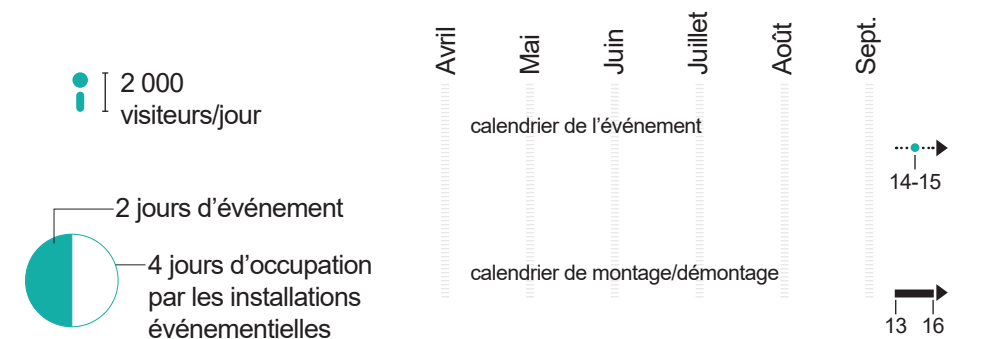 Avril
Mai
Juin
Juillet
Août
Sept.
2 000
visiteurs/jour
calendrier de l'événement
14-15
2 jours d'événement
4 jours d'occupation
par les installations
événementielles
calendrier de montage/démontage
13 16